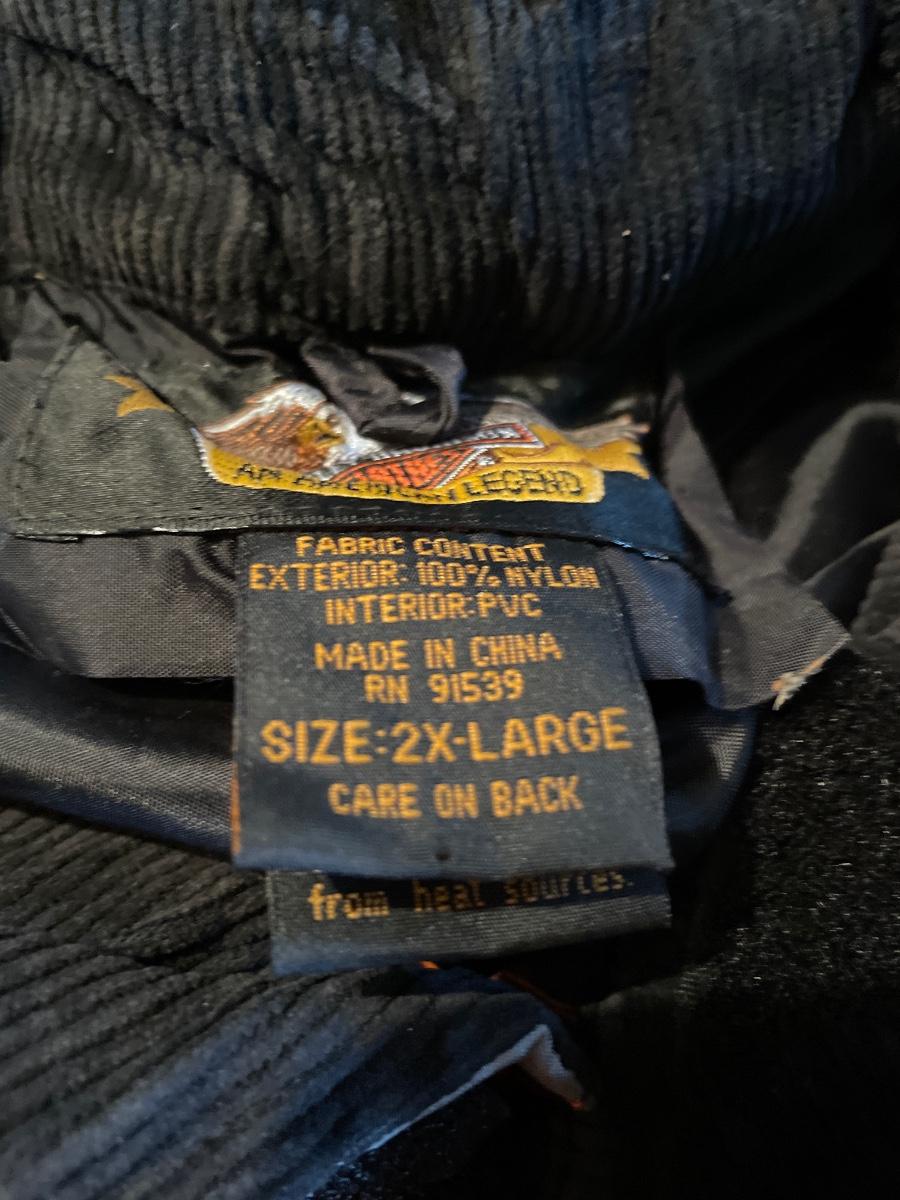 AN AMERICAN LEGEND
FABRIC CONTENT
EXTERIOR: 100% NYLON
INTERIOR:PVC
MADE IN CHINA
RN 91539
SIZE:2X-LARGE
CARE ON BACK
from heat sources.